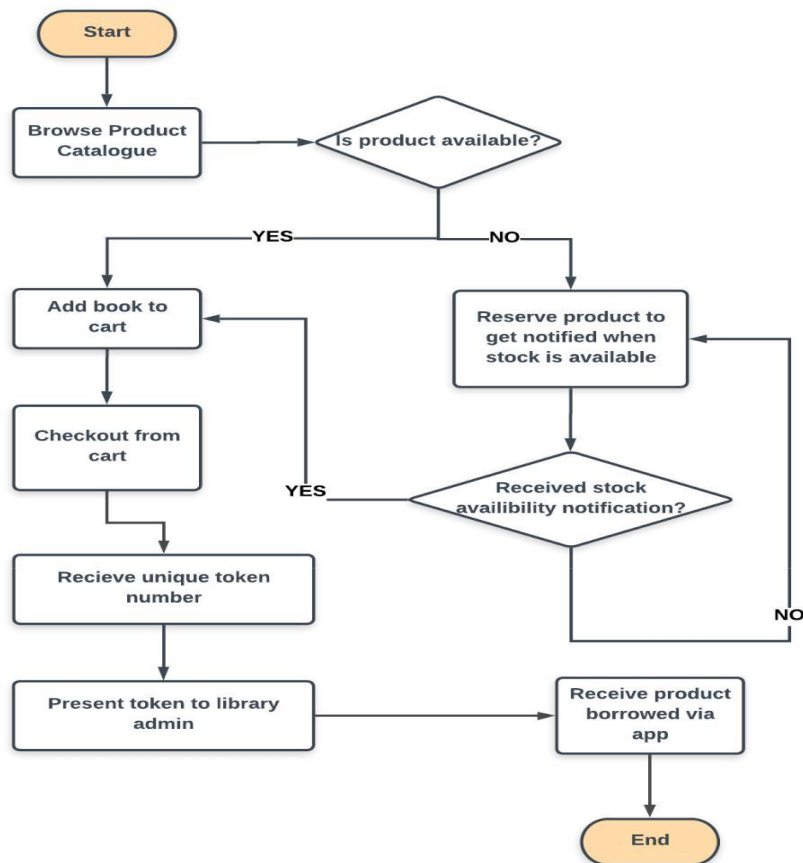 Start
Browse Product
Catalogue
Is product available?
YES
NO
Add book to
cart
Reserve product to
get notified when
stock is available
Checkout from
cart
Received stock
availibility notification?
YES
NO
Recieve unique token
number
Present token to library
admin
Receive product
borrowed via
app
End